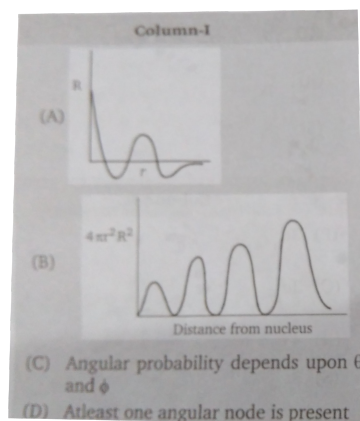 Column-I
R
(A)
r
4πr²R²
(B)
Distance from nucleus
(C) Angular probability depends upon θ
and ϕ
(D) Atleast one angular node is present